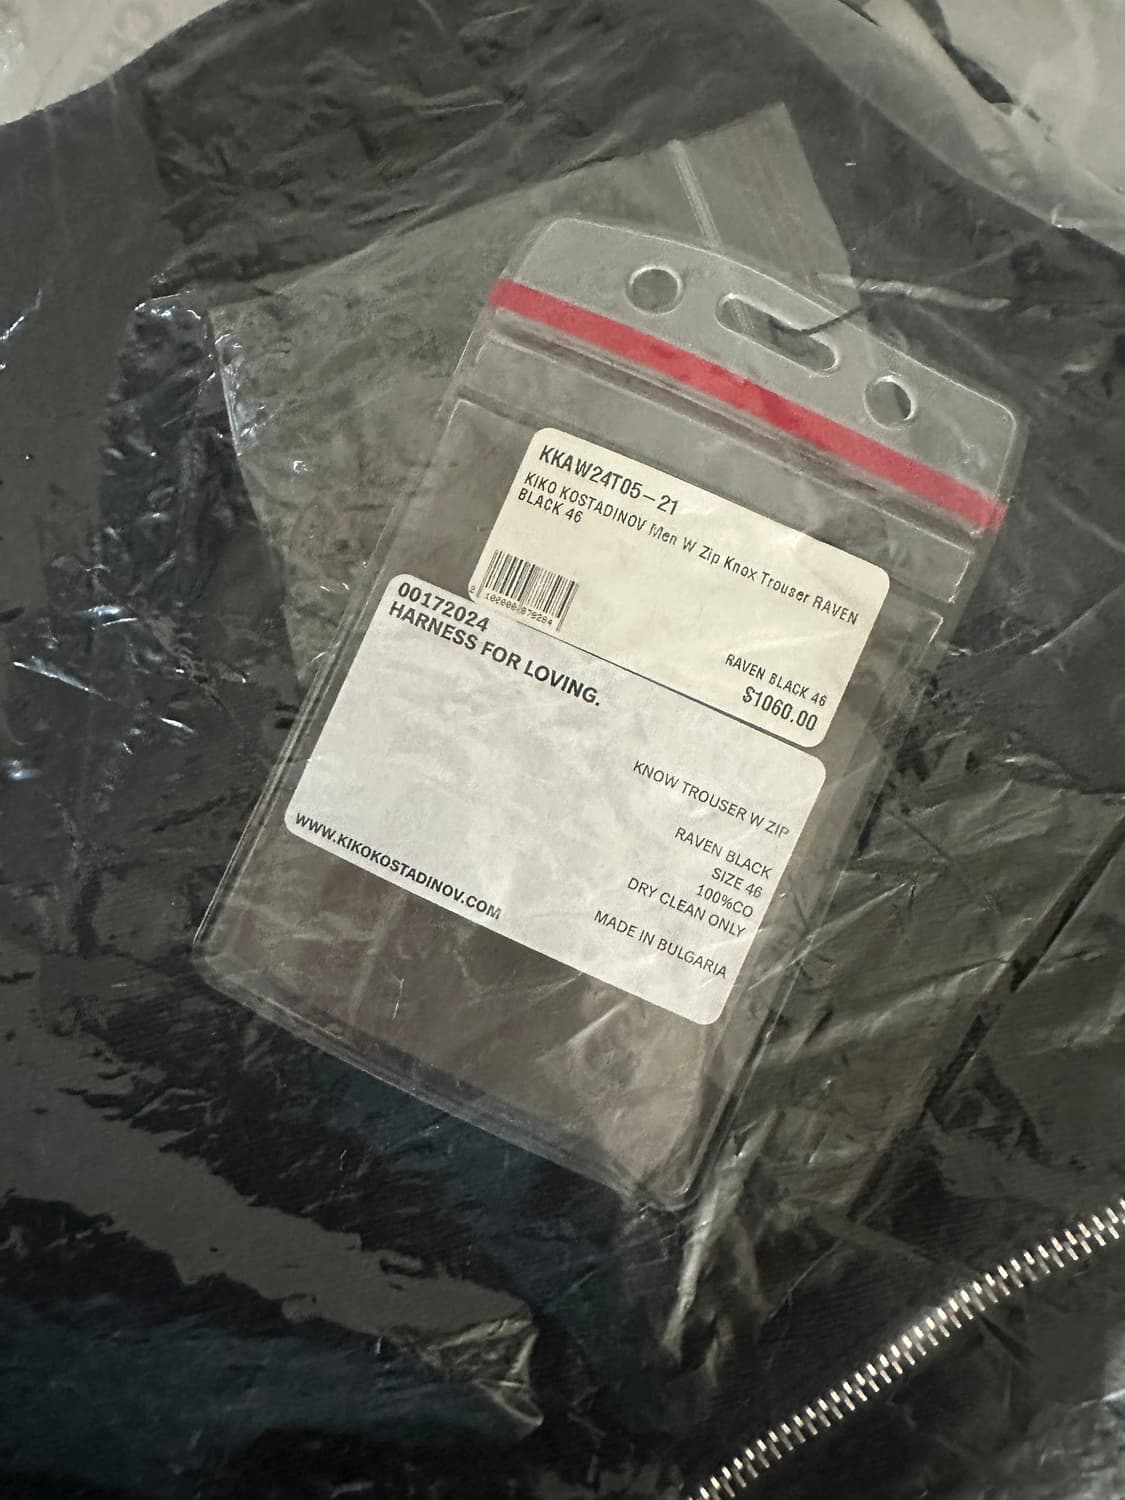 KKAW24T05-21
KIKO KOSTADINOV Men W Zip Knox Trouser RAVEN
BLACK 46
RAVEN BLACK 46
$1060.00
00172024
HARNESS FOR LOVING.
KNOW TROUSER W ZIP
RAVEN BLACK
SIZE 46
100%CO
DRY CLEAN ONLY
MADE IN BULGARIA
WWW.KIKOKOSTADINOV.COM